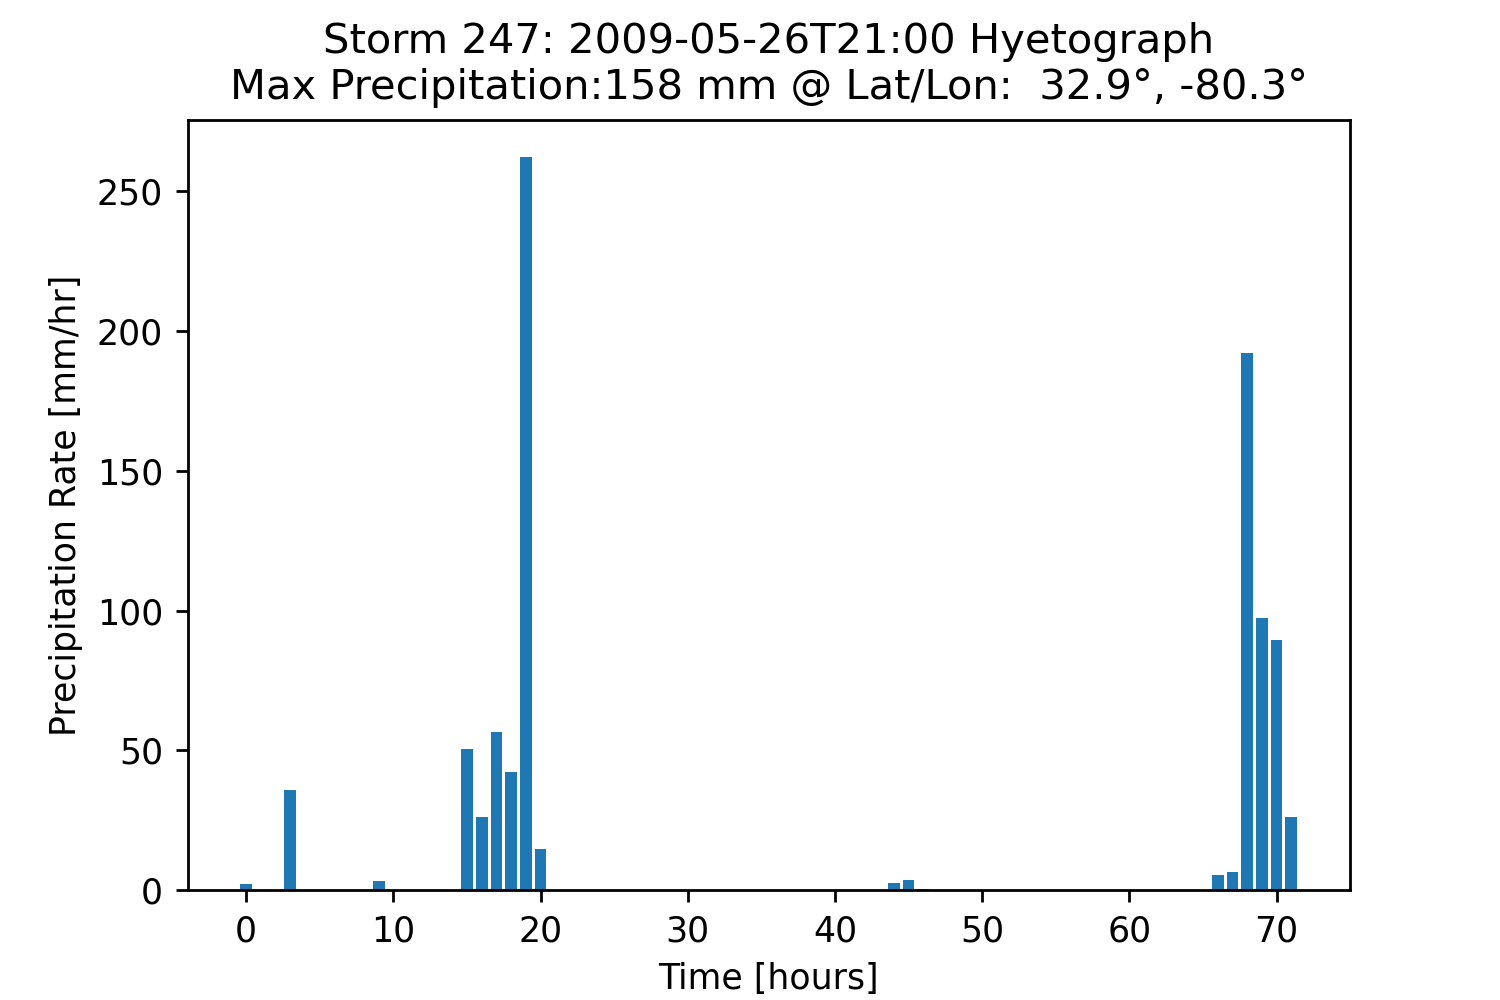 Storm 247: 2009-05-26T21:00 Hyetograph
Max Precipitation:158 mm @ Lat/Lon:  32.9°, -80.3°
Precipitation Rate [mm/hr]
250
200
150
100
50
0
0 10 20 30 40 50 60 70
Time [hours]